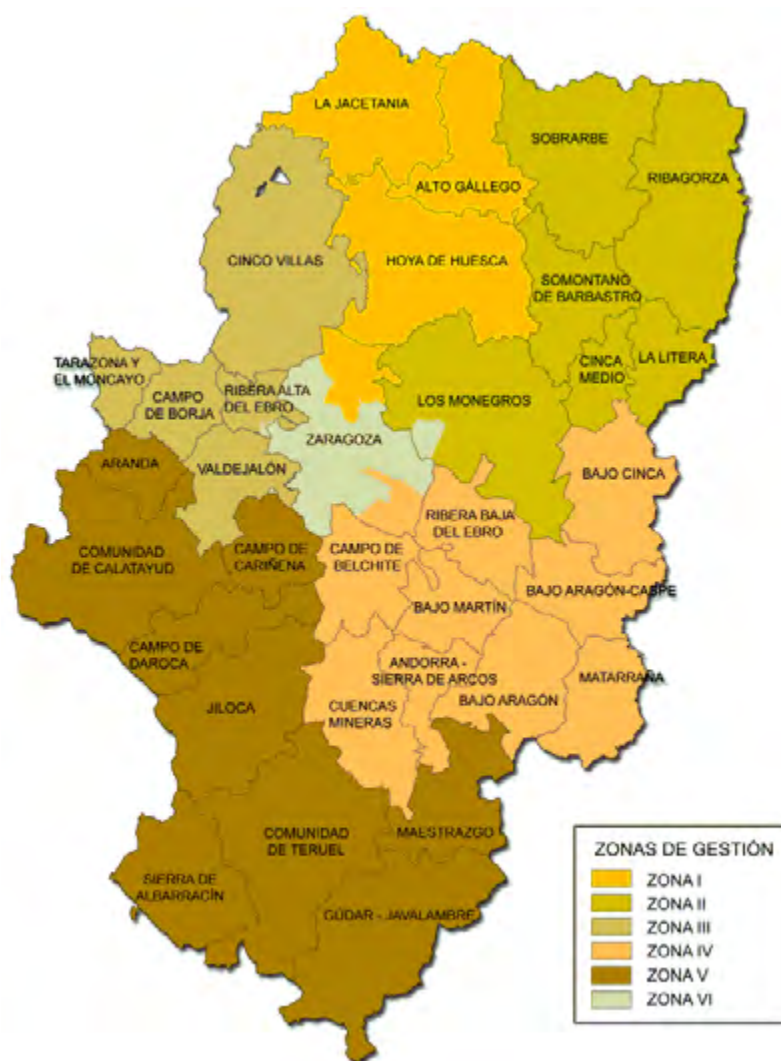 LA JACETANIA
SOBRARBE
ALTO GÁLLEGO
RIBAGORZA
CINCO VILLAS
HOYA DE HUESCA
SOMONTANO
DE BARBASTRO
TARAZONA Y
EL MONCAYO
CAMPO
DE BORJA
RIBERA ALTA
DEL EBRO
CINCA
MEDIO
LA LITERA
LOS MONEGROS
ZARAGOZA
ARANDA
VALDEJALÓN
BAJO CINCA
RIBERA BAJA
DEL EBRO
COMUNIDAD
DE CALATAYUD
CAMPO DE
CARIÑENA
CAMPO DE
BELCHITE
BAJO ARAGÓN-CASPE
BAJO MARTÍN
CAMPO DE
DAROCA
ANDORRA -
SIERRA DE ARCOS
MATARRAÑA
JILOCA
CUENCAS
MINERAS
BAJO ARAGÓN
COMUNIDAD
DE TERUEL
MAESTRAZGO
SIERRA DE
ALBARRACÍN
GÚDAR - JAVALAMBRE
ZONAS DE GESTIÓN
ZONA I
ZONA II
ZONA III
ZONA IV
ZONA V
ZONA VI